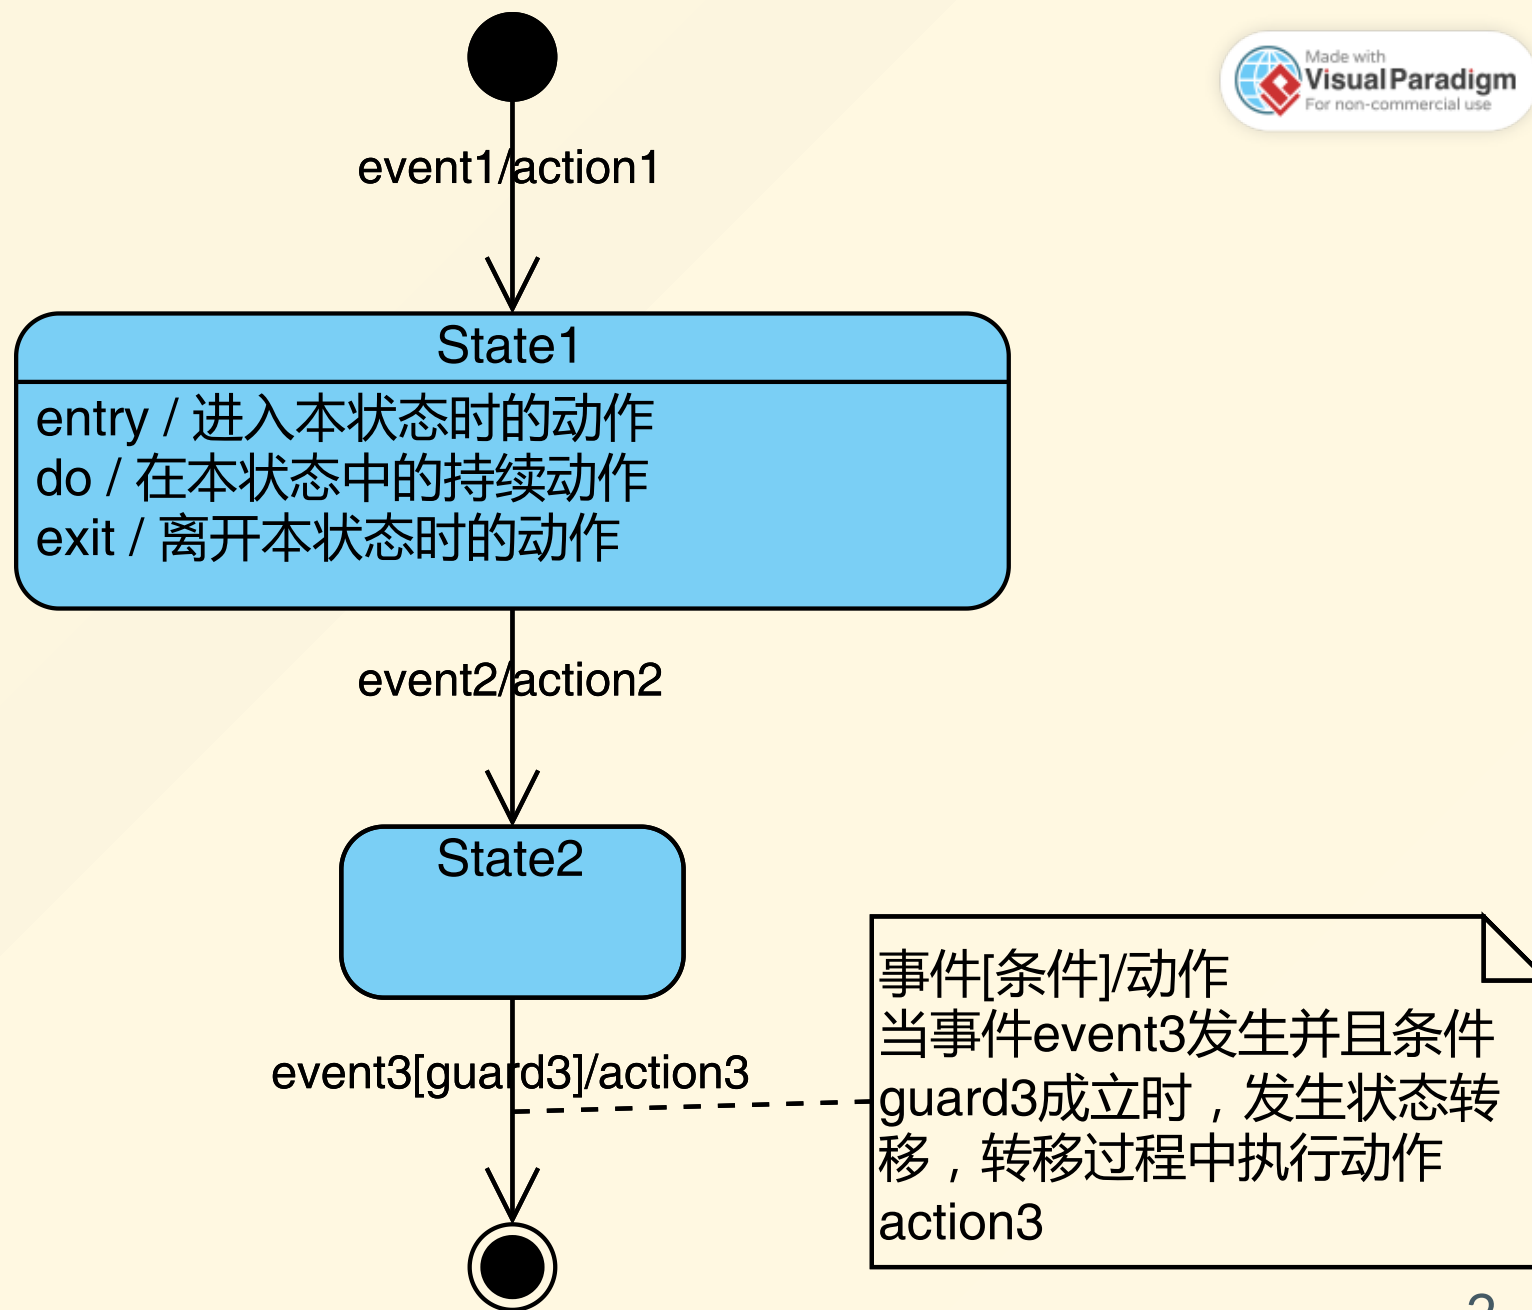 Made with
Visual Paradigm
For non-commercial use
event1/action1
State1
entry / 进入本状态时的动作
do / 在本状态中的持续动作
exit / 离开本状态时的动作
event2/action2
State2
事件[条件]/动作
当事件event3发生并且条件
guard3成立时，发生状态转
移，转移过程中执行动作
action3
event3[guard3]/action3